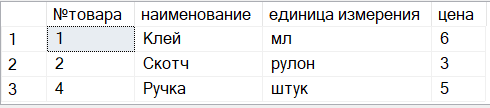 №товара наименование единица измерения цена
1 1 Клей мл 6
2 2 Скотч рулон 3
3 4 Ручка штук 5